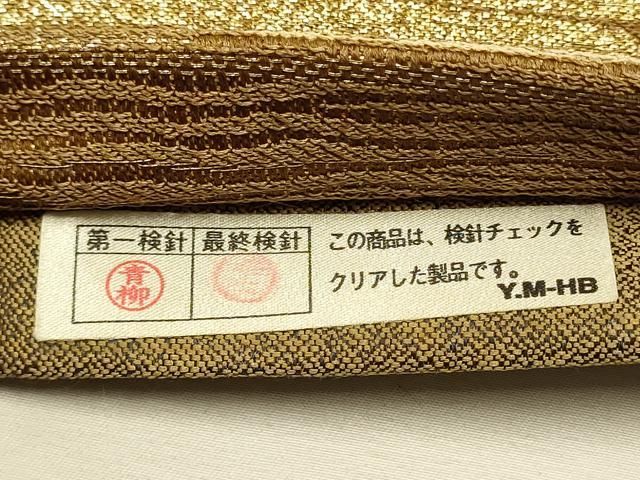 第一検針 最終検針
青柳
この商品は、検針チェックを
クリアした製品です。
Y.M-HB